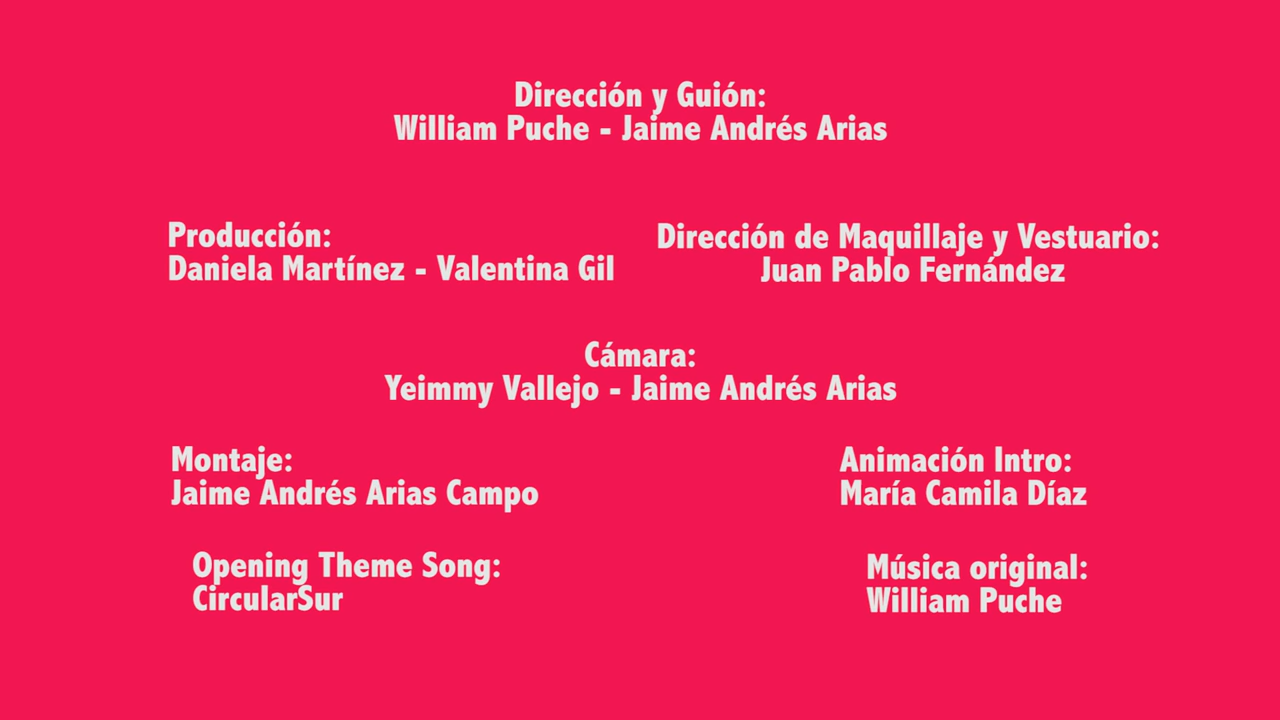 Dirección y Guión:
William Puche - Jaime Andrés Arias
Producción:
Daniela Martínez - Valentina Gil
Dirección de Maquillaje y Vestuario:
Juan Pablo Fernández
Cámara:
Yeimmy Vallejo - Jaime Andrés Arias
Montaje:
Jaime Andrés Arias Campo
Animación Intro:
María Camila Díaz
Opening Theme Song:
CircularSur
Música original:
William Puche